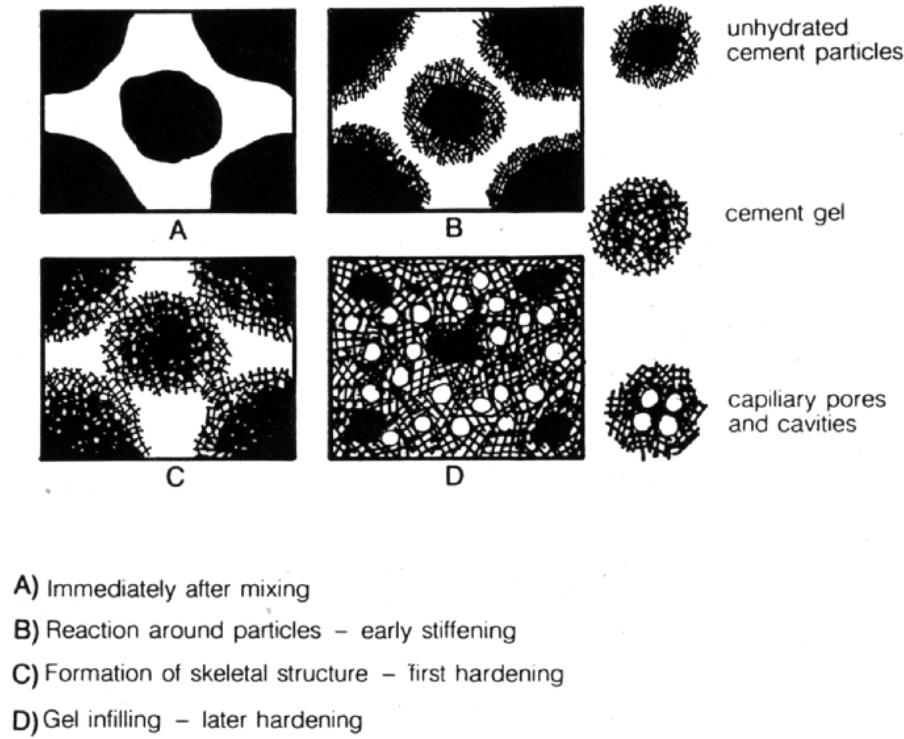 unhydrated
cement particles
A
B
cement gel
C
D
capiliary pores
and cavities
A) Immediately after mixing
B) Reaction around particles – early stiffening
C) Formation of skeletal structure – first hardening
D) Gel infilling – later hardening